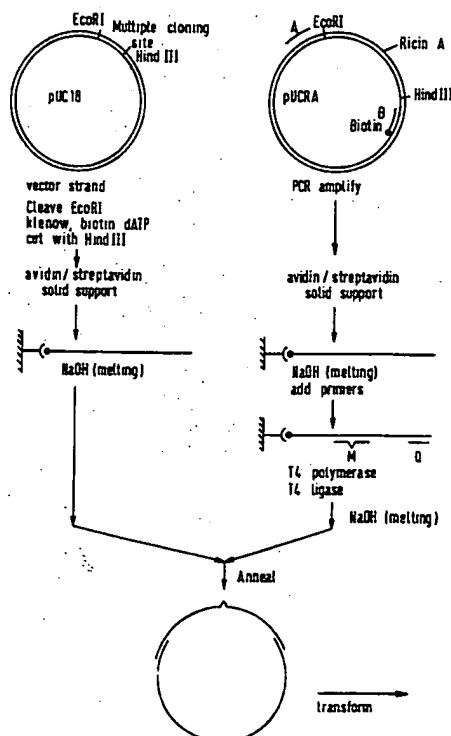 EcoRI
Multiple cloning
site
Hind III
pUC18
vector strand
Cleave EcoRI
klenow, biotin dATP
cut with Hind III
avidin/streptavidin
solid support
NaOH (melting)
A
EcoRI
Ricin A
pUCRA
Hind III
B
Biotin
PCR amplify
avidin/streptavidin
solid support
NaOH (melting)
add primers
M
Q
T4 polymerase
T4 ligase
NaOH (melting)
Anneal
transform